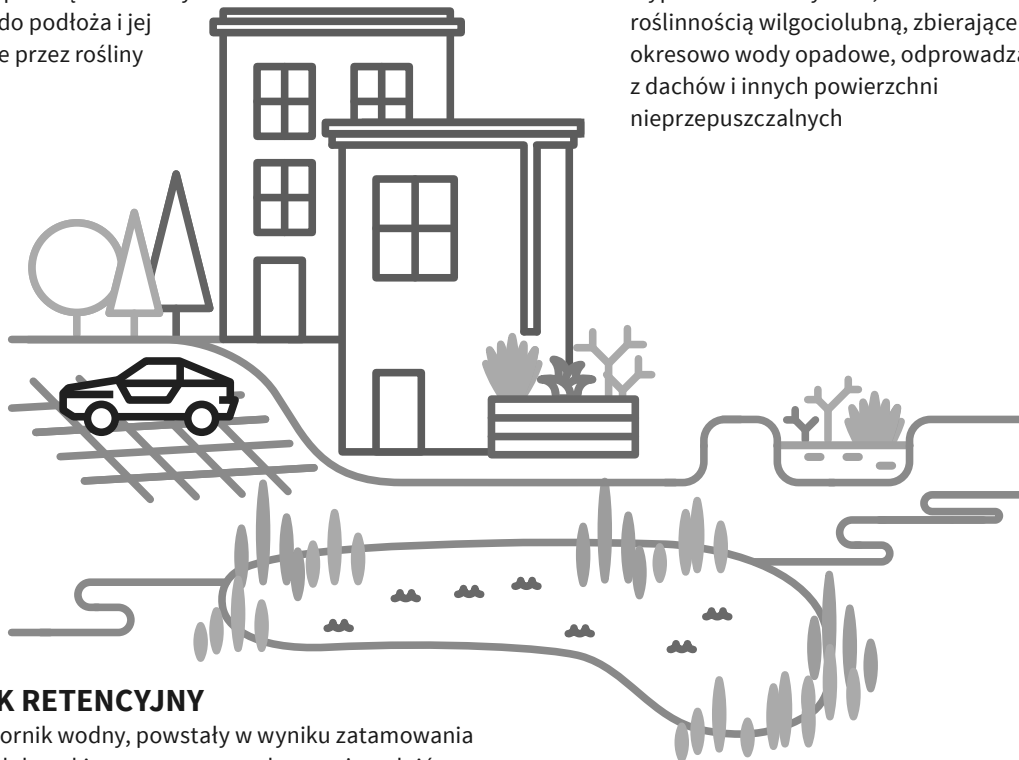 do podłoża i jej
e przez rośliny
roślinnością wilgociolubną, zbierające
okresowo wody opadowe, odprowadza
z dachów i innych powierzchni
nieprzepuszczalnych
K RETENCYJNY
ornik wodny, powstały w wyniku zatamowania